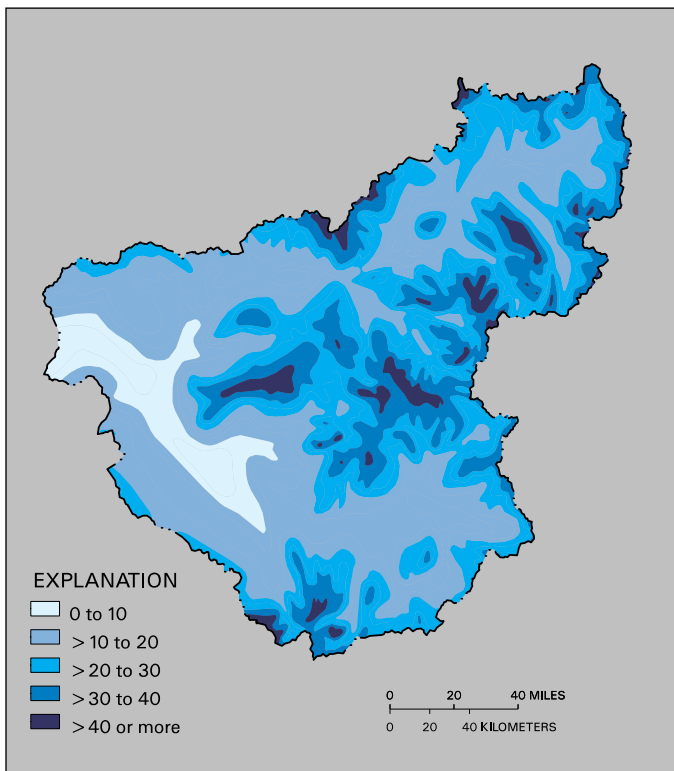 EXPLANATION
0 to 10
>10 to 20
>20 to 30
>30 to 40
>40 or more
0 20 40 MILES
0 20 40 KILOMETERS